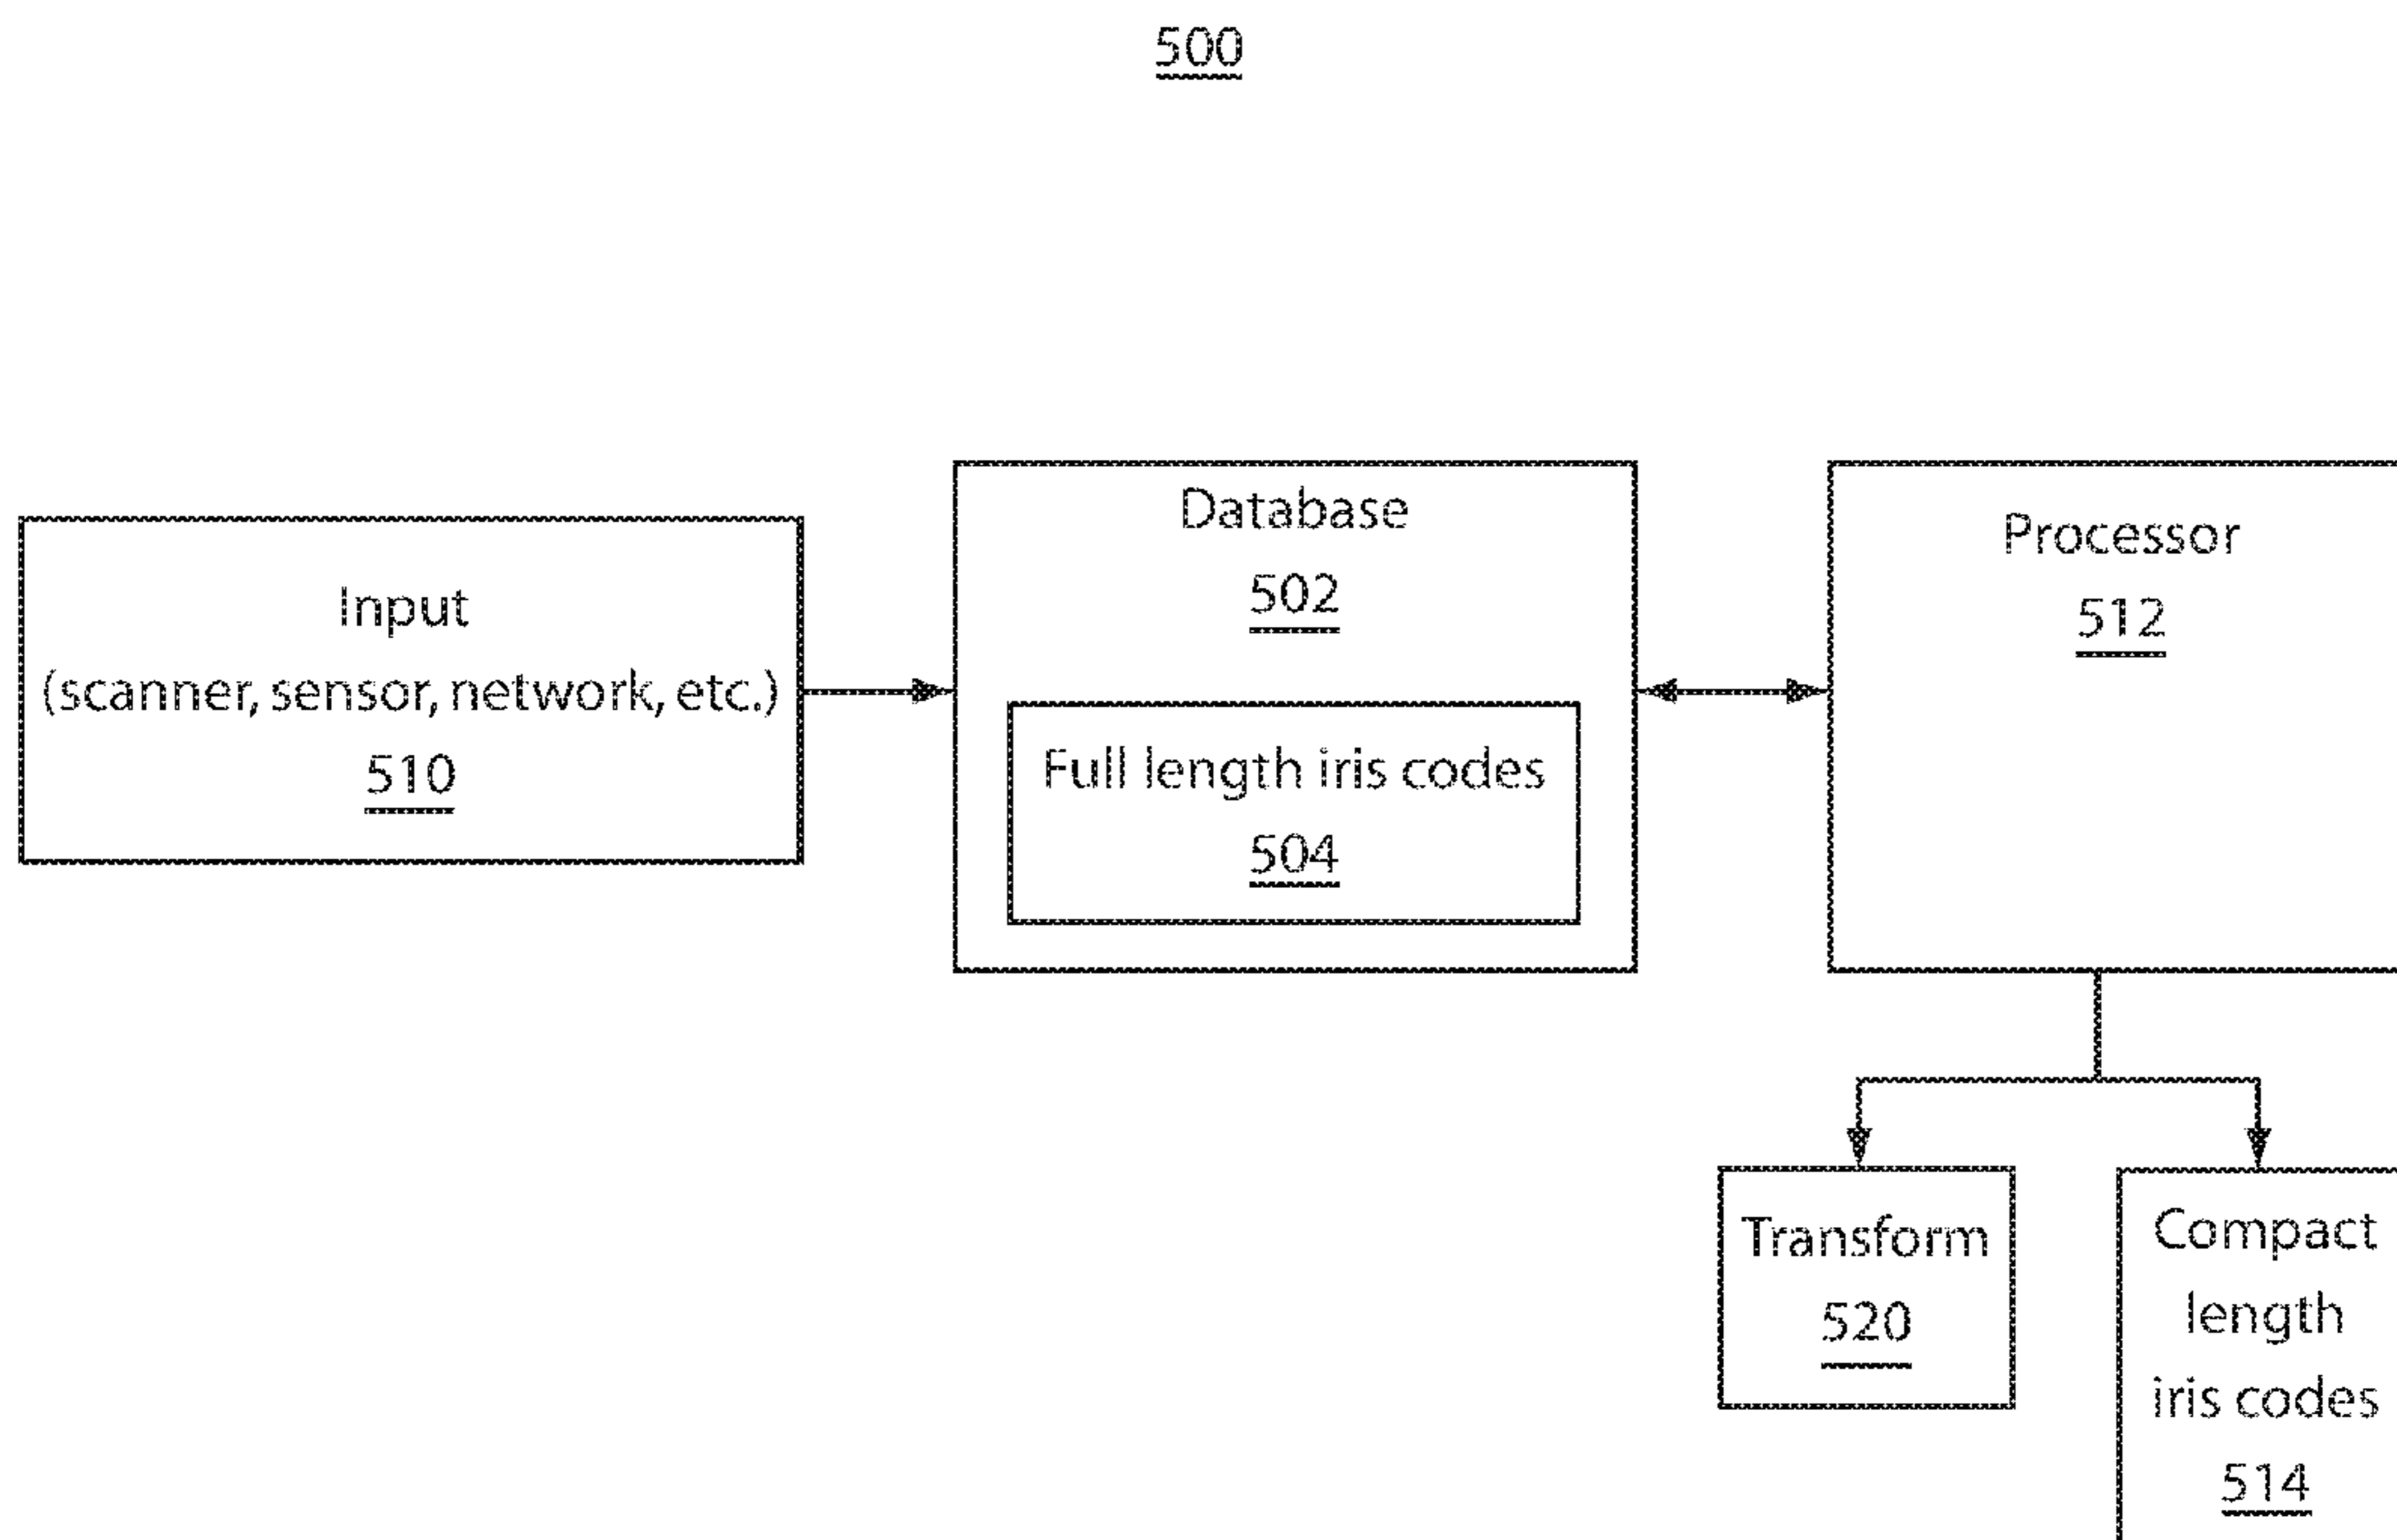 500
Input
(scanner, sensor, network, etc.)
510
Database
502
Full length iris codes
504
Processor
512
Transform
520
Compact
length
iris codes
514